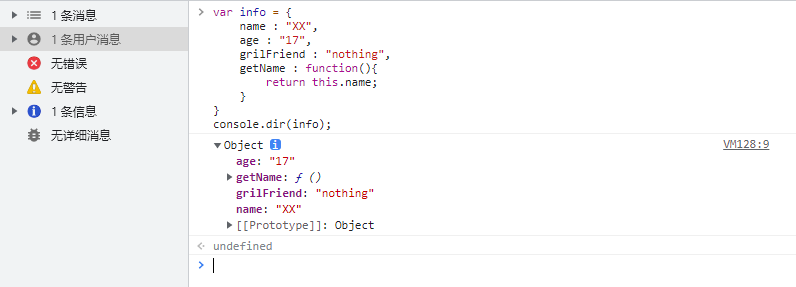 1 条消息
1 条用户消息
无错误
无警告
1 条信息
无详细消息
var info = {
name : "XX",
age : "17",
grilFriend : "nothing",
getName : function(){
return this.name;
}
}
console.dir(info);
Object i VM128:9
age: "17"
getName: ƒ ()
grilFriend: "nothing"
name: "XX"
[[Prototype]]: Object
undefined